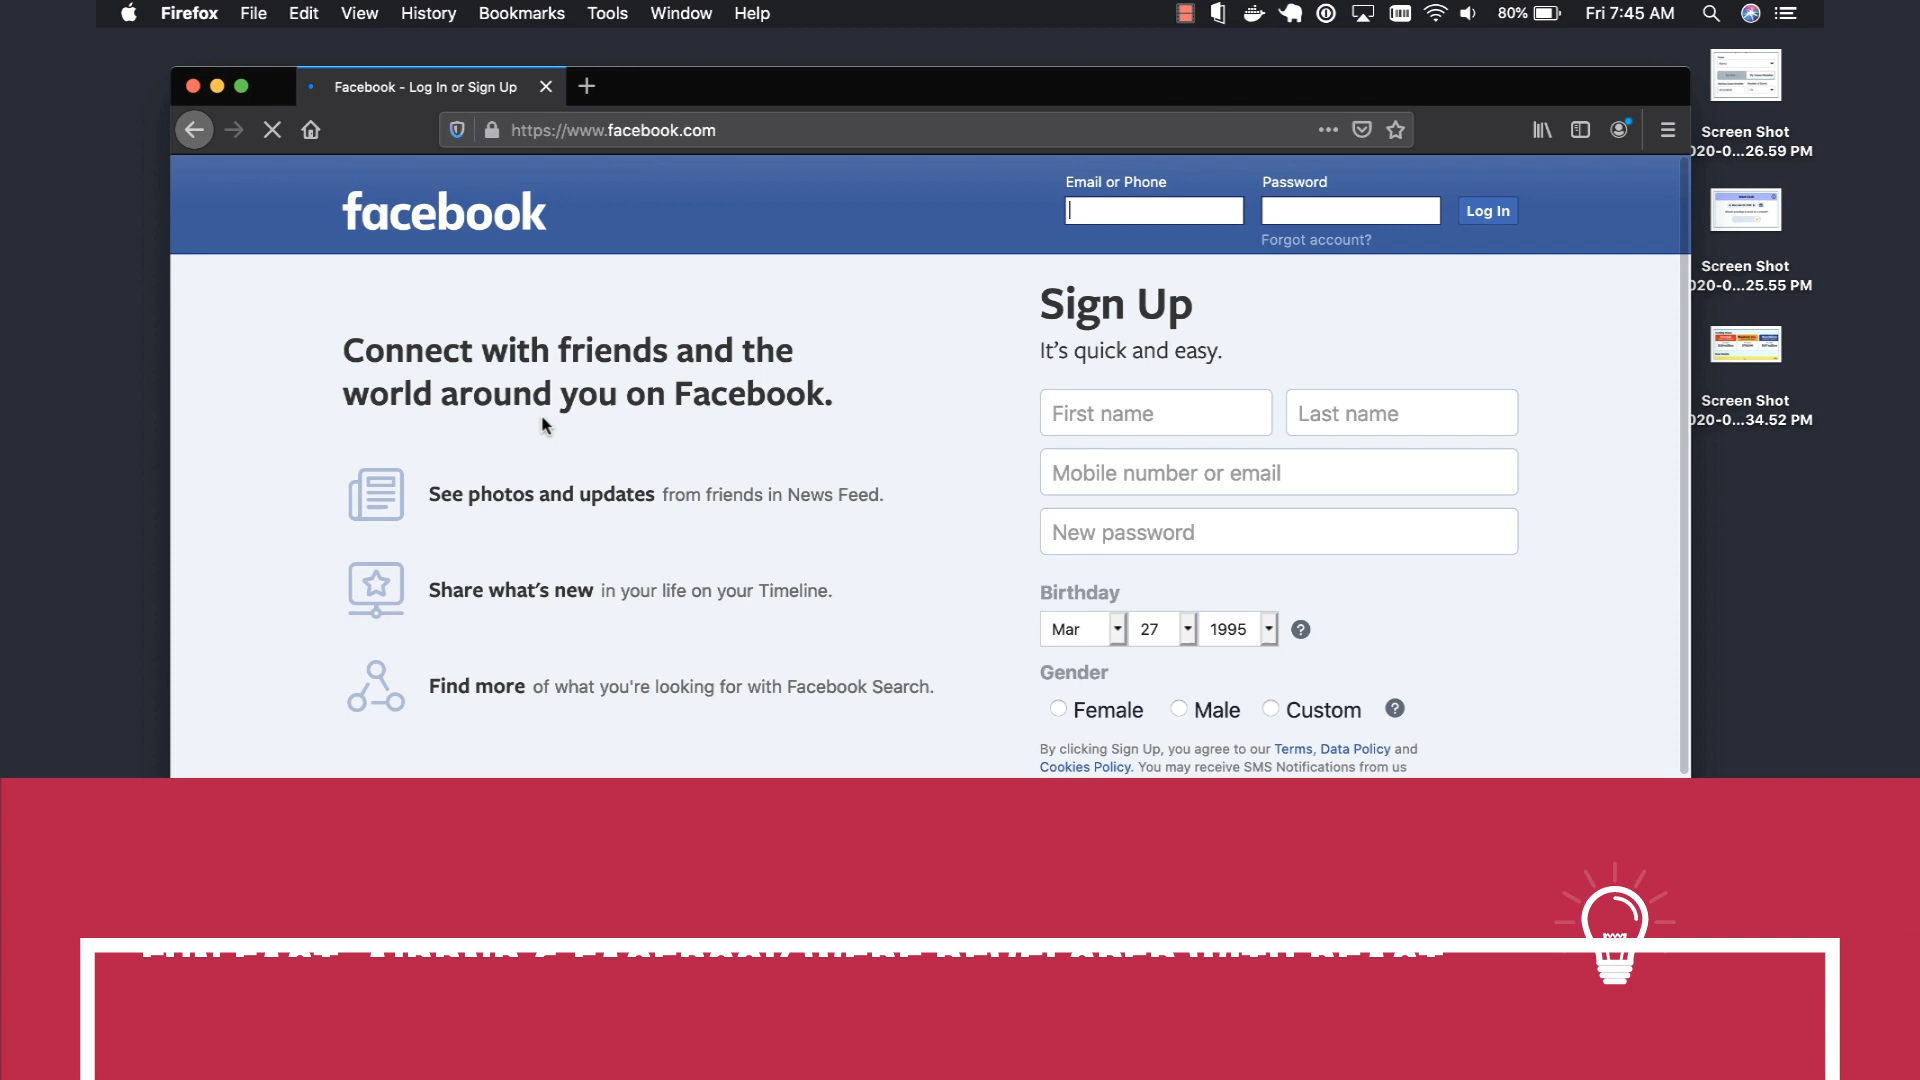 Firefox File Edit View History Bookmarks Tools Window Help
80% Fri 7:45 AM
Facebook - Log In or Sign Up
https://www.facebook.com
Screen Shot
020-0...26.59 PM
Screen Shot
020-0...25.55 PM
Screen Shot
020-0...34.52 PM
facebook
Email or Phone
Password
Log In
Forgot account?
Connect with friends and the
world around you on Facebook.
See photos and updates from friends in News Feed.
Share what's new in your life on your Timeline.
Find more of what you're looking for with Facebook Search.
Sign Up
It's quick and easy.
First name
Last name
Mobile number or email
New password
Birthday
Mar 27 1995
Gender
Female Male Custom
By clicking Sign Up, you agree to our Terms, Data Policy and
Cookies Policy. You may receive SMS Notifications from us